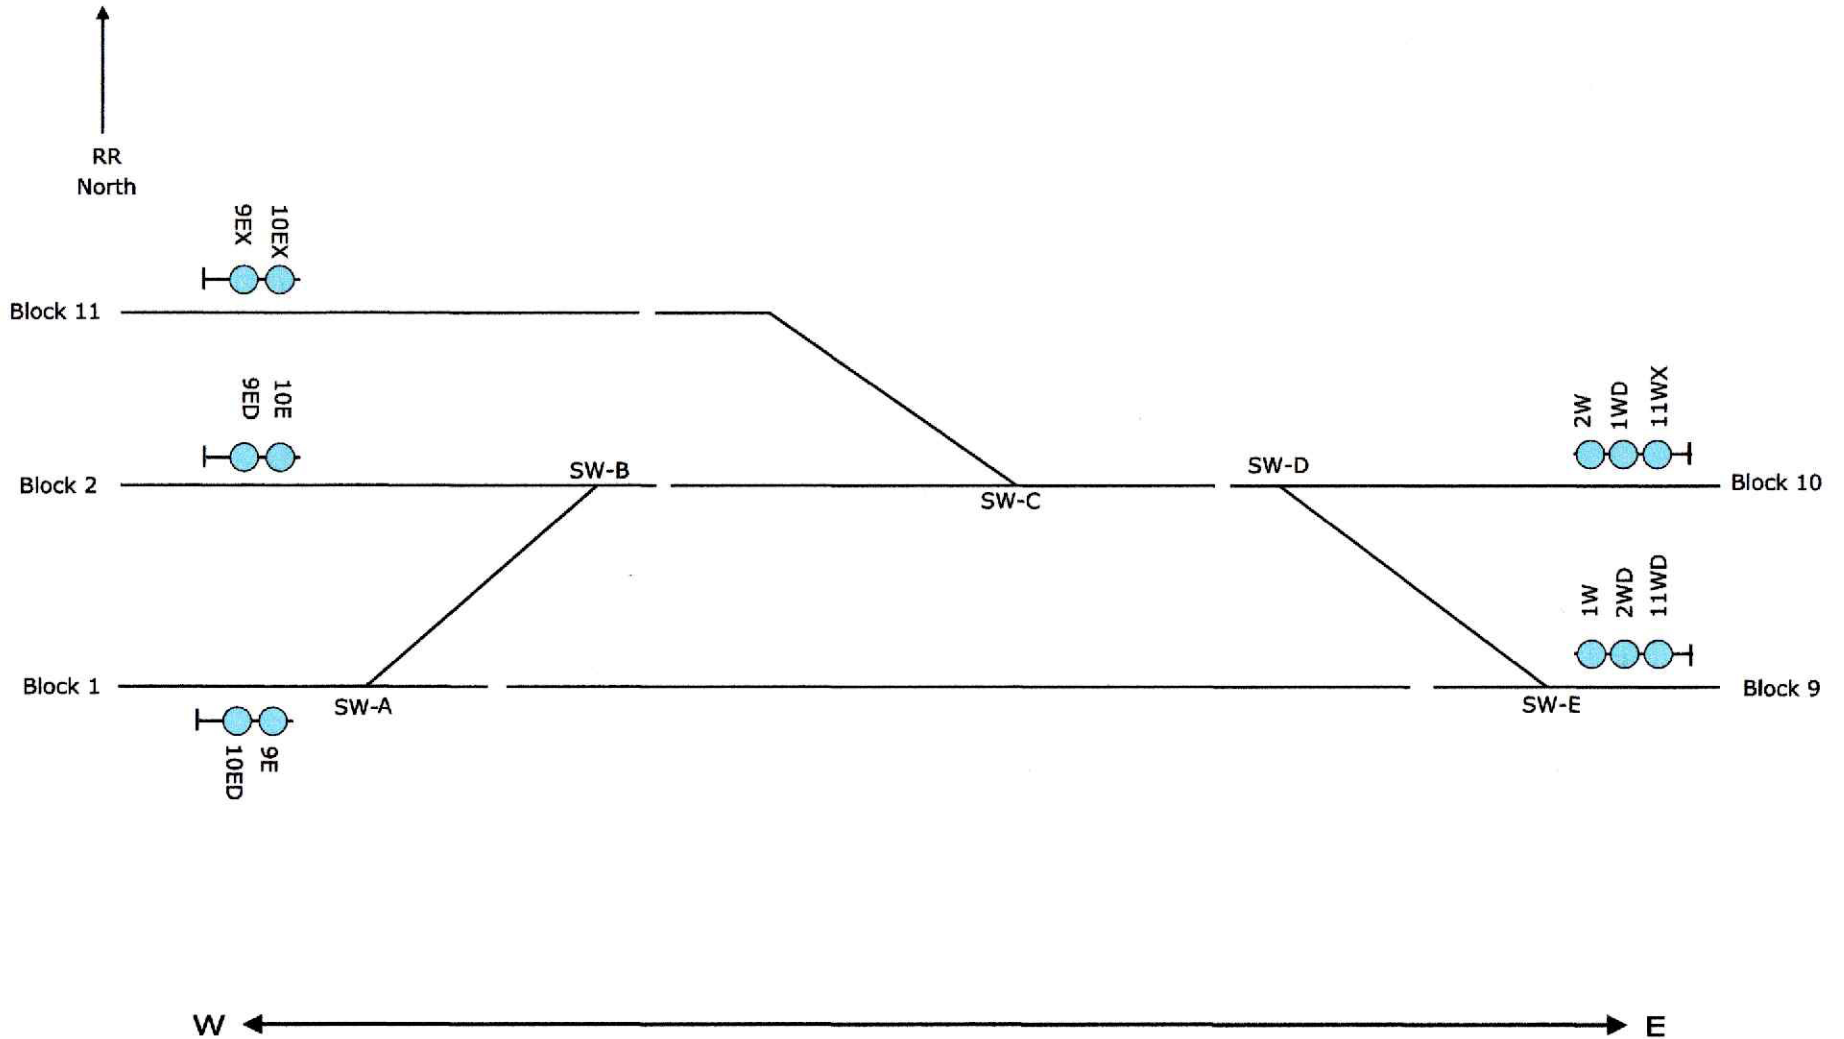 RR
North
9EX
10EX
Block 11
9ED
10E
2W
1WD
11WX
SW-B
SW-D
Block 2
SW-C
Block 10
1W
2WD
11WD
Block 1
SW-A
SW-E
Block 9
10ED
9E
W
E